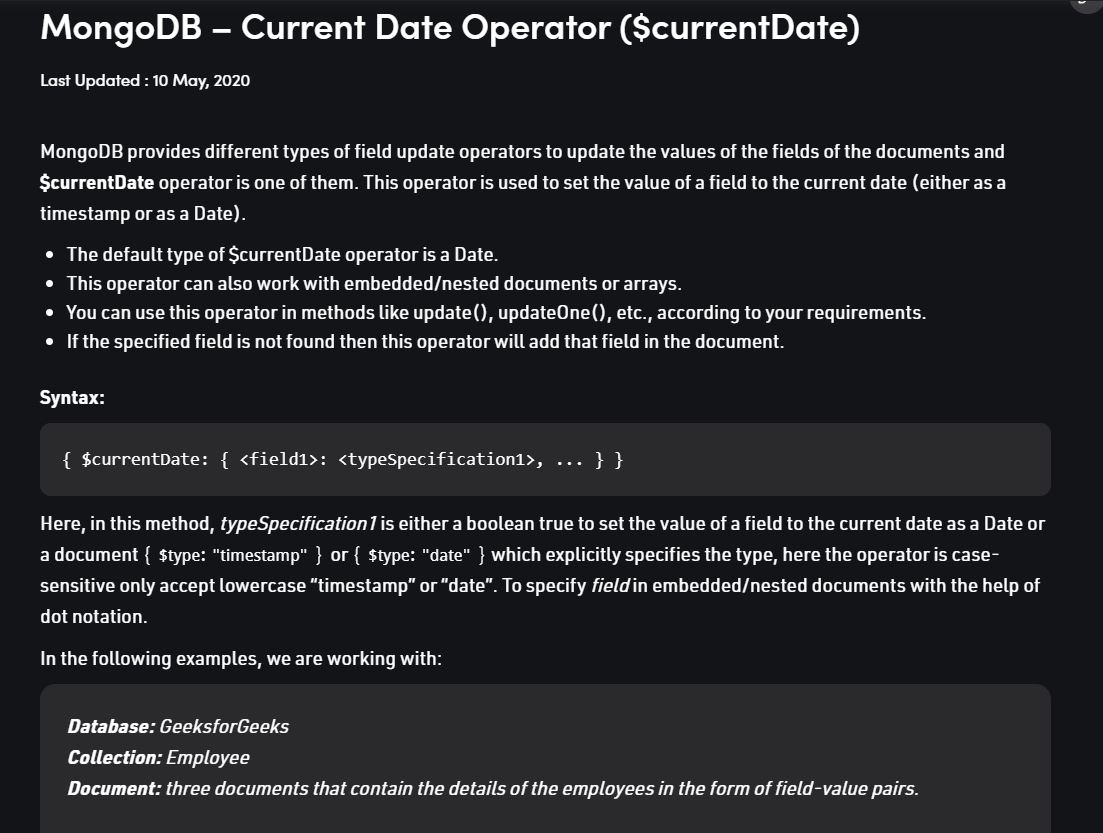 MongoDB – Current Date Operator ($currentDate)
Last Updated : 10 May, 2020
MongoDB provides different types of field update operators to update the values of the fields of the documents and
$currentDate operator is one of them. This operator is used to set the value of a field to the current date (either as a
timestamp or as a Date).
• The default type of $currentDate operator is a Date.
• This operator can also work with embedded/nested documents or arrays.
• You can use this operator in methods like update(), updateOne(), etc., according to your requirements.
• If the specified field is not found then this operator will add that field in the document.
Syntax:
{ $currentDate: { <field1>: <typeSpecification1>, ... } }
Here, in this method, typeSpecification1 is either a boolean true to set the value of a field to the current date as a Date or
a document { $type: "timestamp" } or { $type: "date" } which explicitly specifies the type, here the operator is case-
sensitive only accept lowercase “timestamp” or “date”. To specify field in embedded/nested documents with the help of
dot notation.
In the following examples, we are working with:
Database: GeeksforGeeks
Collection: Employee
Document: three documents that contain the details of the employees in the form of field-value pairs.